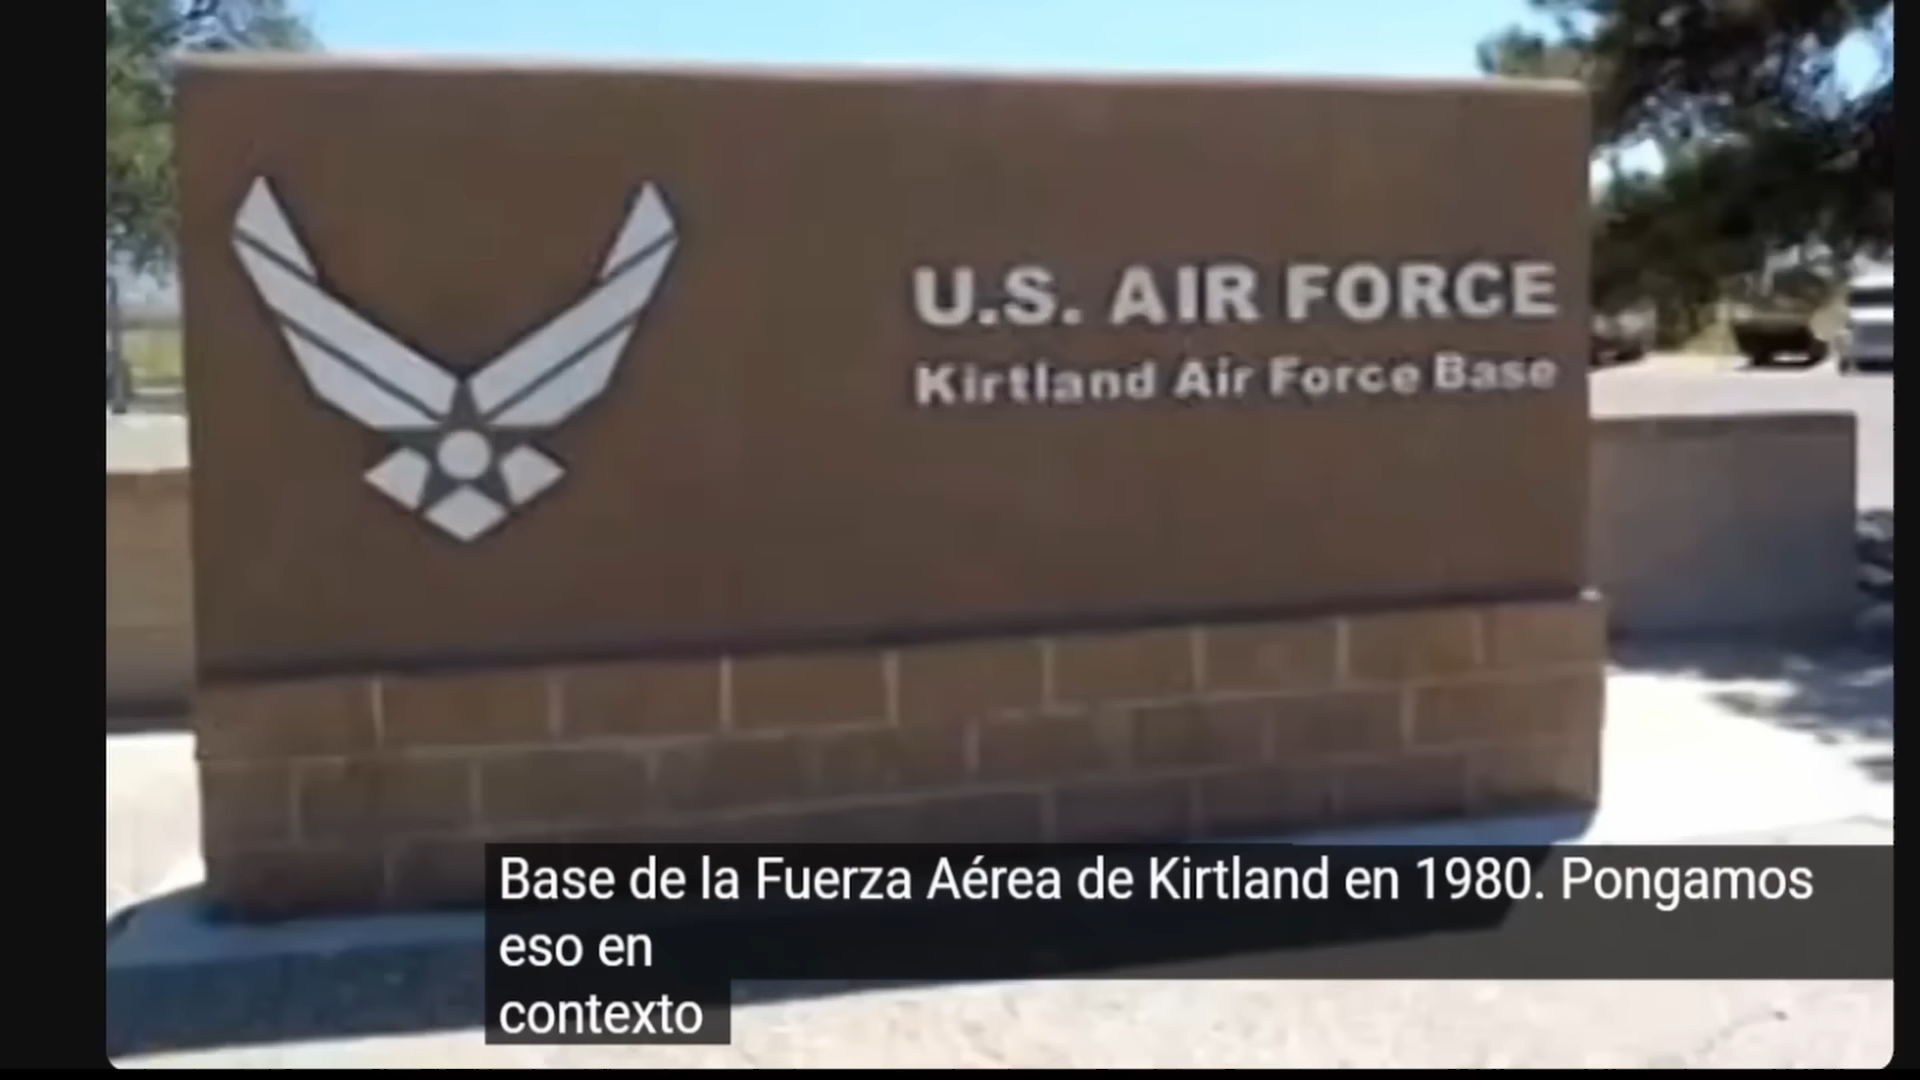 U.S. AIR FORCE
Kirtland Air Force Base
Base de la Fuerza Aérea de Kirtland en 1980. Pongamos
eso en
contexto